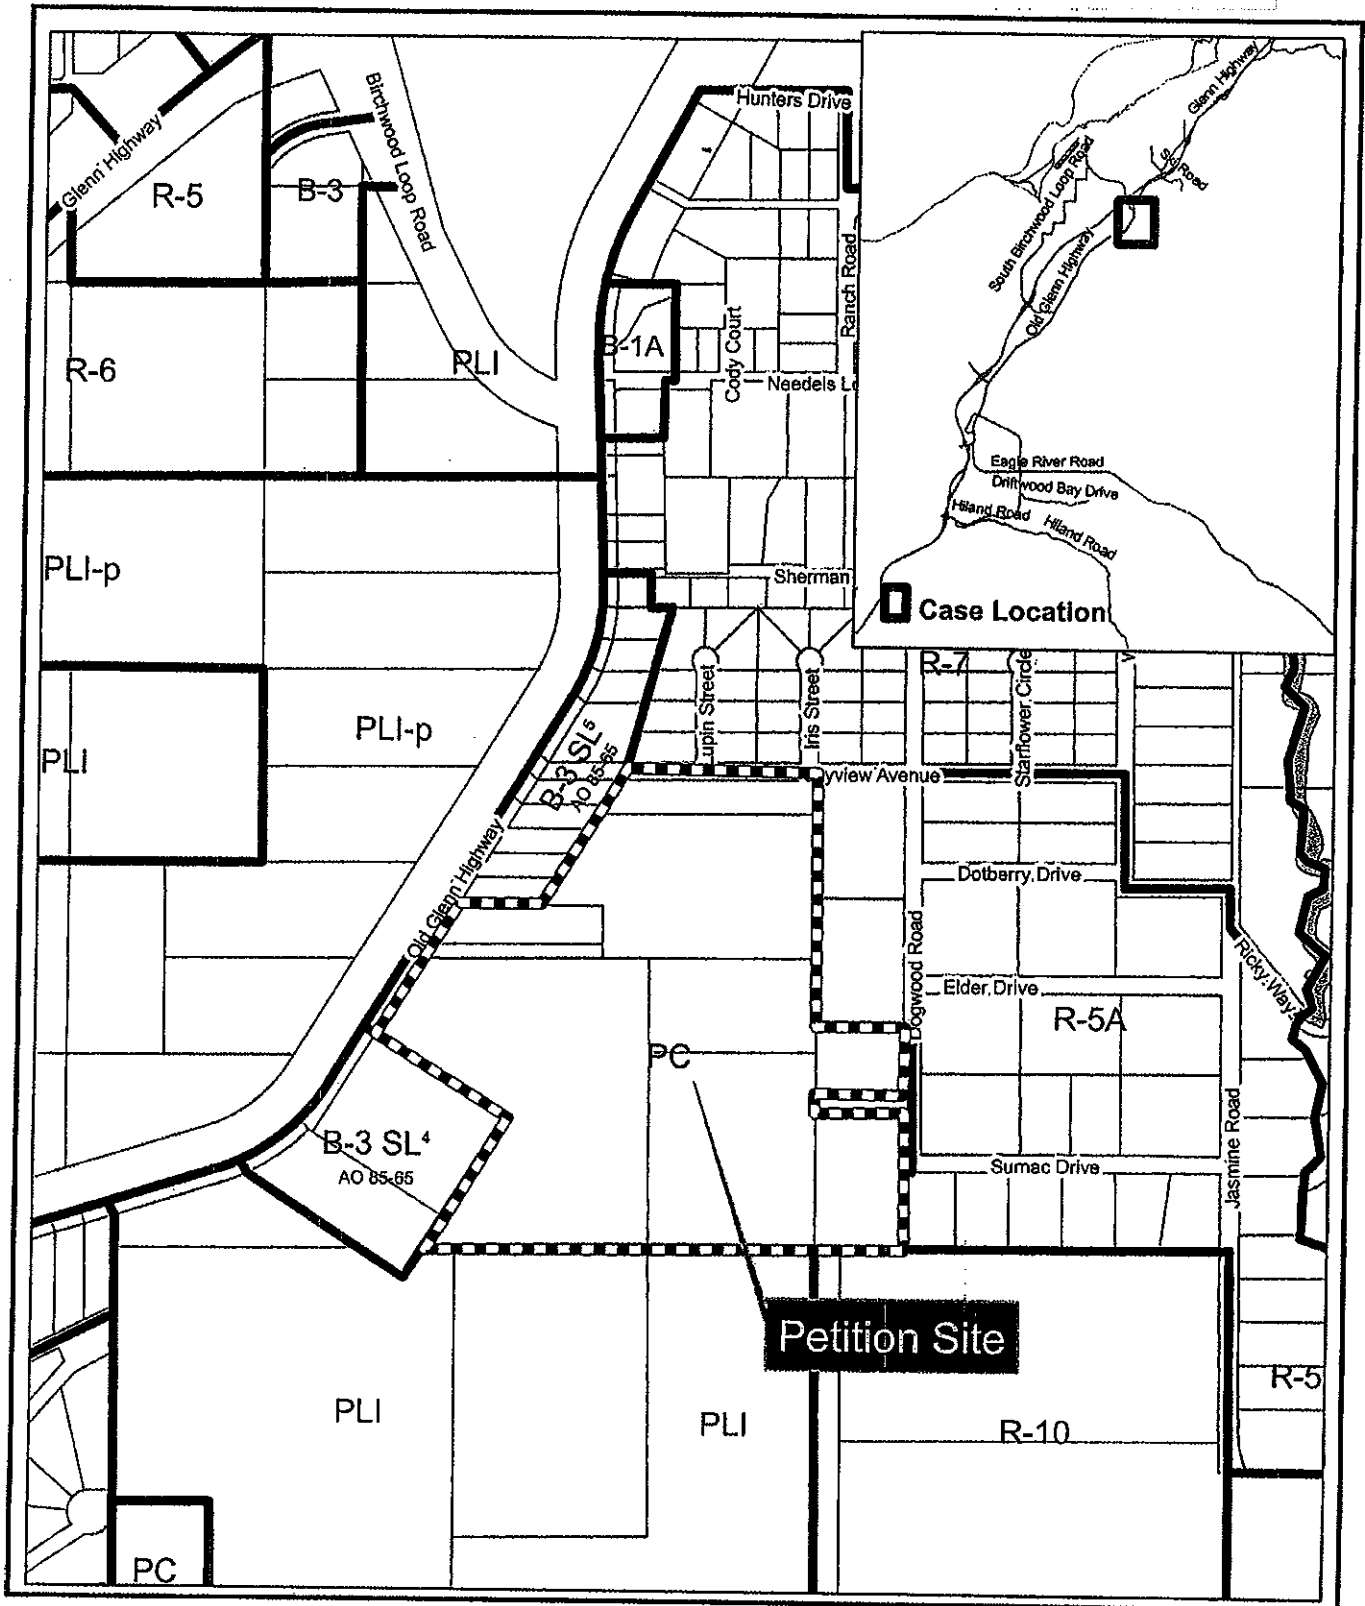 Hunters Drive
Birchwood Loop Road
Glenn Highway
R-5
B-3
Ranch Road
B-1A
Cody Court
PLI
R-6
Needels
Glenn Highway
Ski Road
South Birchwood Loop Road
Old Glenn Highway
Eagle River Road
Driftwood Bay Drive
Hiland Road
Hiland Road
Case Location
PLI-p
Sherman
R-7
Street
Iris Street
Starflower Circle
PLI
PLI-p
B-3 SL⁵
AO 85-65
yview Avenue
Old Glenn Highway
Dotberry Drive
ogwood Road
Ricky Way
Elder Drive
R-5A
PC
B-3 SL⁴
AO 85-65
Sumac Drive
Jasmine Road
Petition Site
PLI
PLI
R-10
R-5
PC